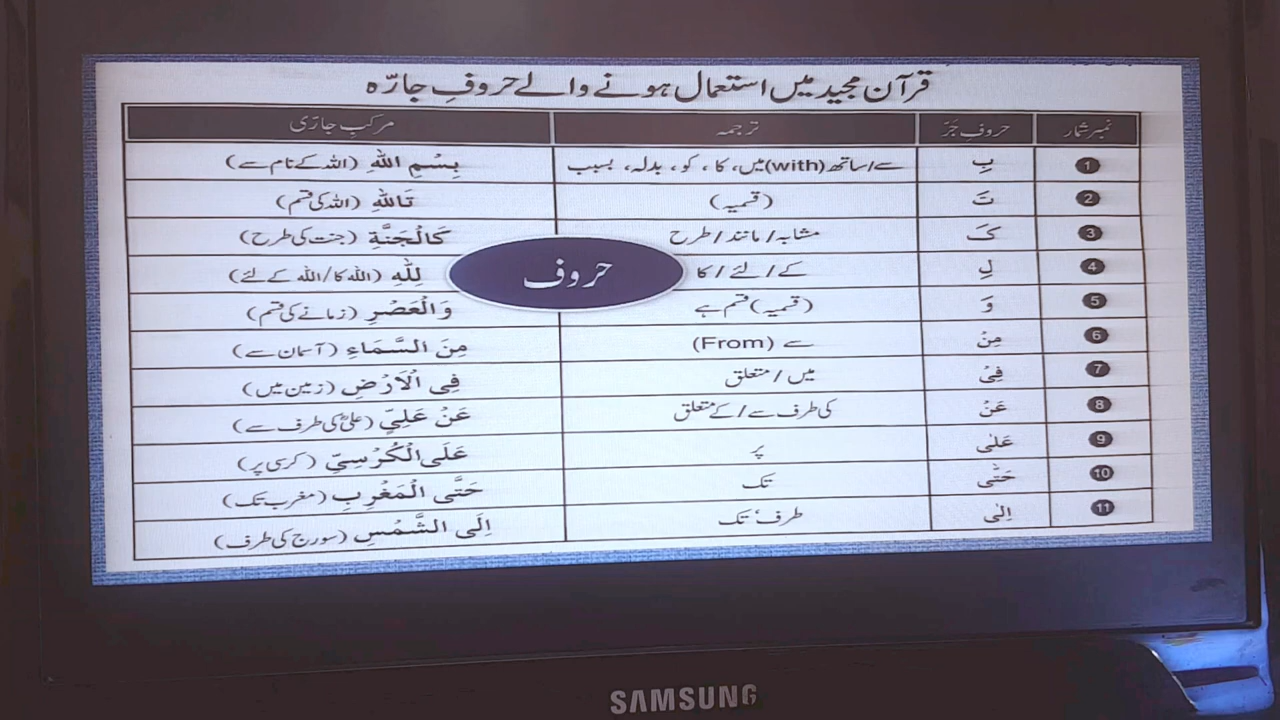 قرآن مجید میں استعمال ہونے والے حروفِ جارّہ
نمبر شمار حروفِ جَرّ ترجمہ مرکبِ جارّی
1 بِ سے/ساتھ(with)میں، کا، کو، بدلہ، بسبب بِسْمِ اللّٰهِ (اللہ کے نام سے)
2 تَ (قسمیہ) تَاللّٰهِ (اللہ کی قسم)
3 کَ مشابہ/مانند/طرح کَالْجَنَّةِ (جنت کی طرح)
4 لِ کے/لئے/کا لِلّٰهِ (اللہ کا/اللہ کے لئے)
حروف
5 وَ (قسمیہ) قسم ہے وَالْعَصْرِ (زمانے کی قسم)
6 مِنْ سے (From) مِنَ السَّمَاءِ (آسمان سے)
7 فِیْ میں/متعلق فِی الْاَرْضِ (زمین میں)
8 عَنْ کی طرف سے/کے متعلق عَنْ عَلِيٍّ (علیؓ کی طرف سے)
9 عَلٰی پر عَلَى الْكُرْسِيِّ (کرسی پر)
10 حَتّٰی تک حَتَّى الْمَغْرِبِ (مغرب تک)
11 اِلٰی طرف، تک اِلَى الشَّمْسِ (سورج کی طرف)
SAMSUNG